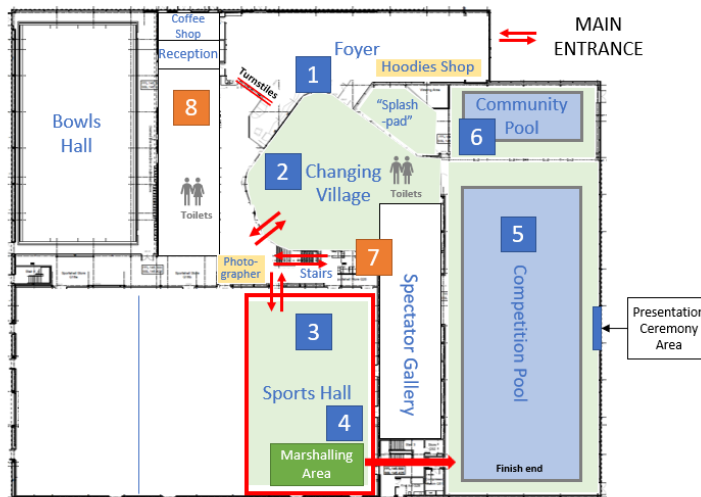 Coffee
Shop
Reception
Foyer
MAIN
ENTRANCE
1
Hoodies Shop
Turnstiles
8
Bowls
Hall
"Splash
-pad"
Community
Pool
6
2
Changing
Village
Toilets
Toilets
5
Competition Pool
7
Photo-
grapher
Stairs
Spectator Gallery
3
Presentation
Ceremony
Area
Sports Hall
4
Marshalling
Area
Finish end